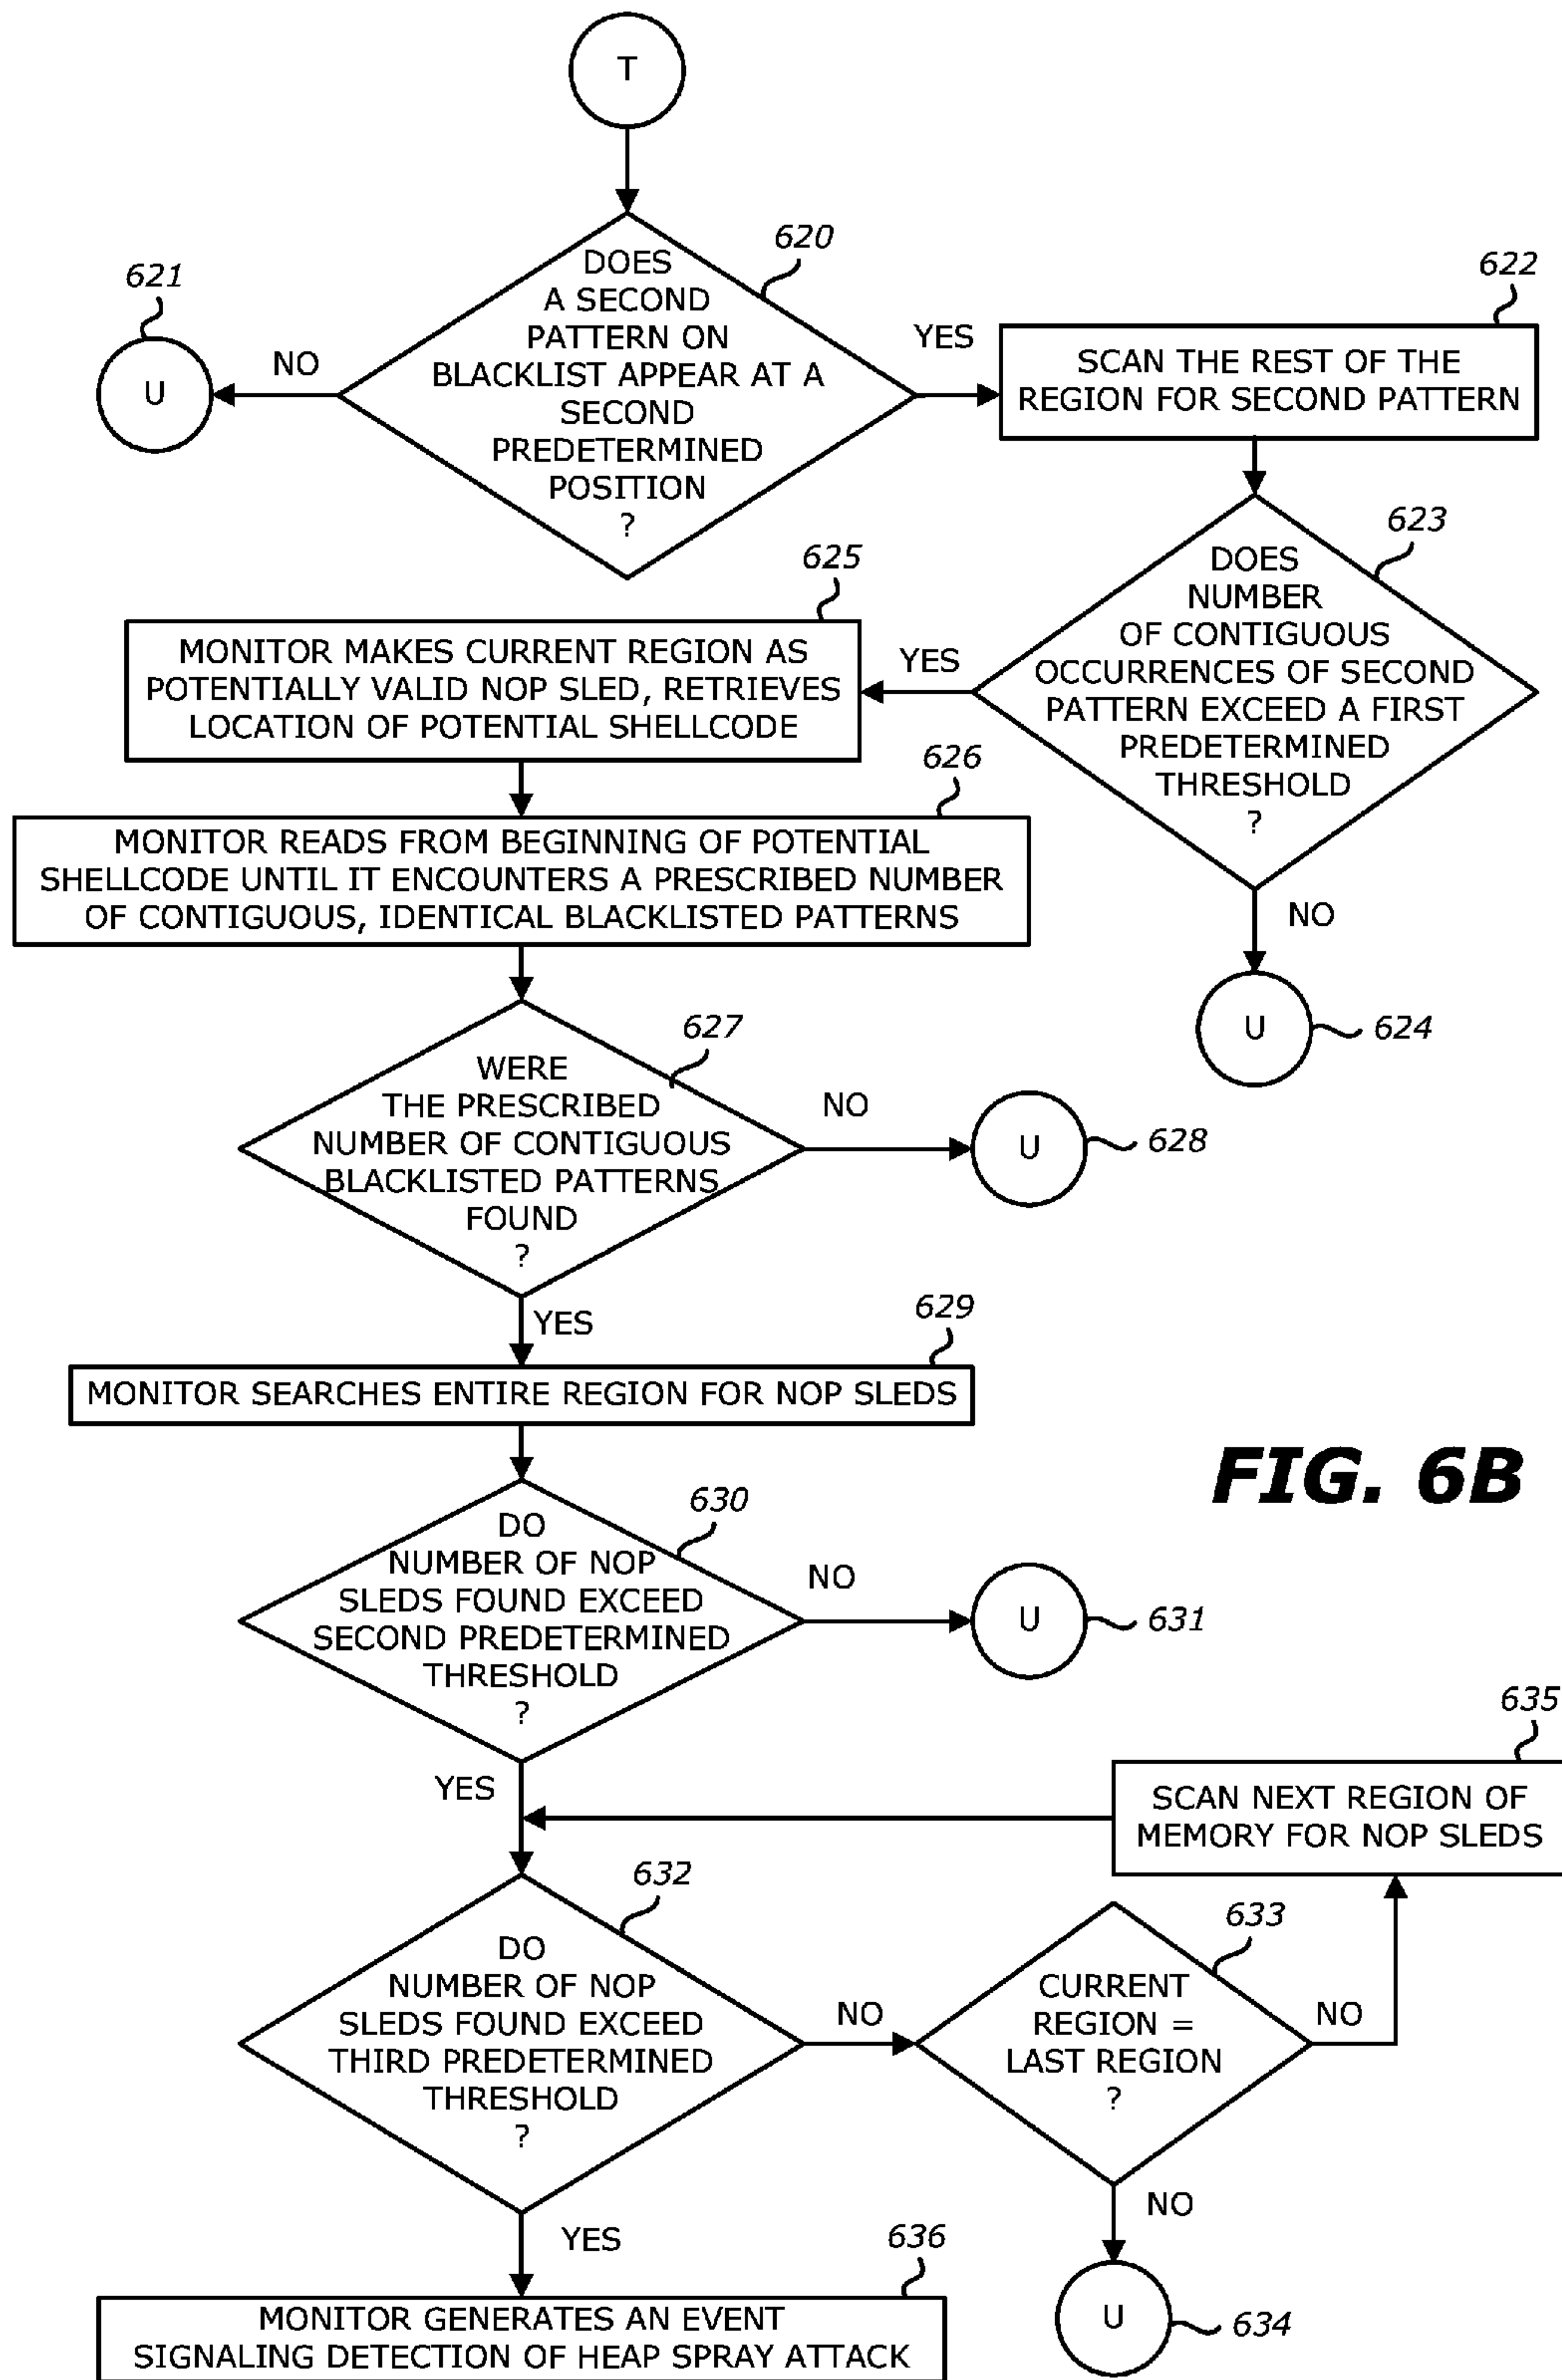 T
620
DOES
A SECOND
PATTERN ON
BLACKLIST APPEAR AT A
SECOND
PREDETERMINED
POSITION
?
621
U
NO
YES
622
SCAN THE REST OF THE
REGION FOR SECOND PATTERN
623
DOES
NUMBER
OF CONTIGUOUS
OCCURRENCES OF SECOND
PATTERN EXCEED A FIRST
PREDETERMINED
THRESHOLD
?
YES
NO
U
624
625
MONITOR MAKES CURRENT REGION AS
POTENTIALLY VALID NOP SLED, RETRIEVES
LOCATION OF POTENTIAL SHELLCODE
626
MONITOR READS FROM BEGINNING OF POTENTIAL
SHELLCODE UNTIL IT ENCOUNTERS A PRESCRIBED NUMBER
OF CONTIGUOUS, IDENTICAL BLACKLISTED PATTERNS
627
WERE
THE PRESCRIBED
NUMBER OF CONTIGUOUS
BLACKLISTED PATTERNS
FOUND
?
NO
U
628
YES
629
MONITOR SEARCHES ENTIRE REGION FOR NOP SLEDS
FIG. 6B
630
DO
NUMBER OF NOP
SLEDS FOUND EXCEED
SECOND PREDETERMINED
THRESHOLD
?
NO
U
631
YES
635
SCAN NEXT REGION OF
MEMORY FOR NOP SLEDS
632
DO
NUMBER OF NOP
SLEDS FOUND EXCEED
THIRD PREDETERMINED
THRESHOLD
?
NO
633
CURRENT
REGION =
LAST REGION
?
NO
NO
U
634
YES
636
MONITOR GENERATES AN EVENT
SIGNALING DETECTION OF HEAP SPRAY ATTACK